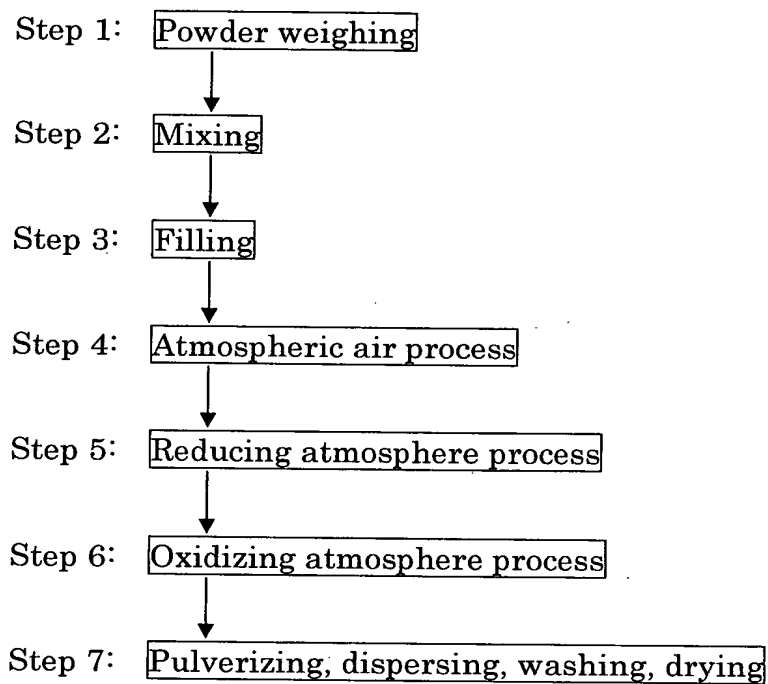 Step 1: Powder weighing
Step 2: Mixing
Step 3: Filling
Step 4: Atmospheric air process
Step 5: Reducing atmosphere process
Step 6: Oxidizing atmosphere process
Step 7: Pulverizing, dispersing, washing, drying